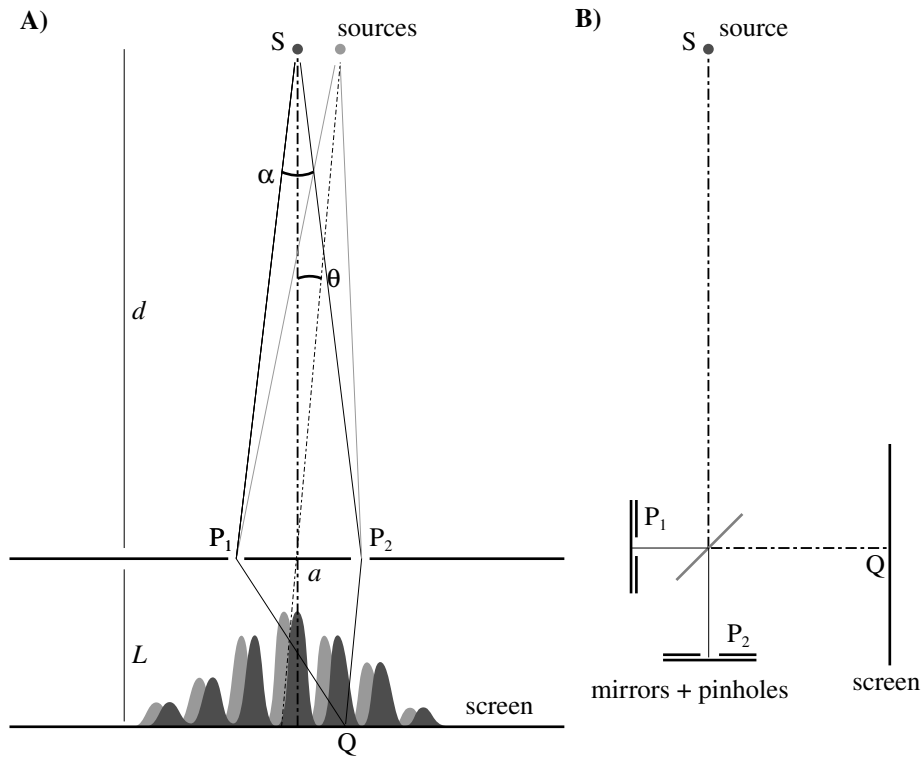 A)
S sources
α
θ
d
P1 P2
a
L
screen
Q
B)
S source
P1
Q
P2
mirrors + pinholes
screen